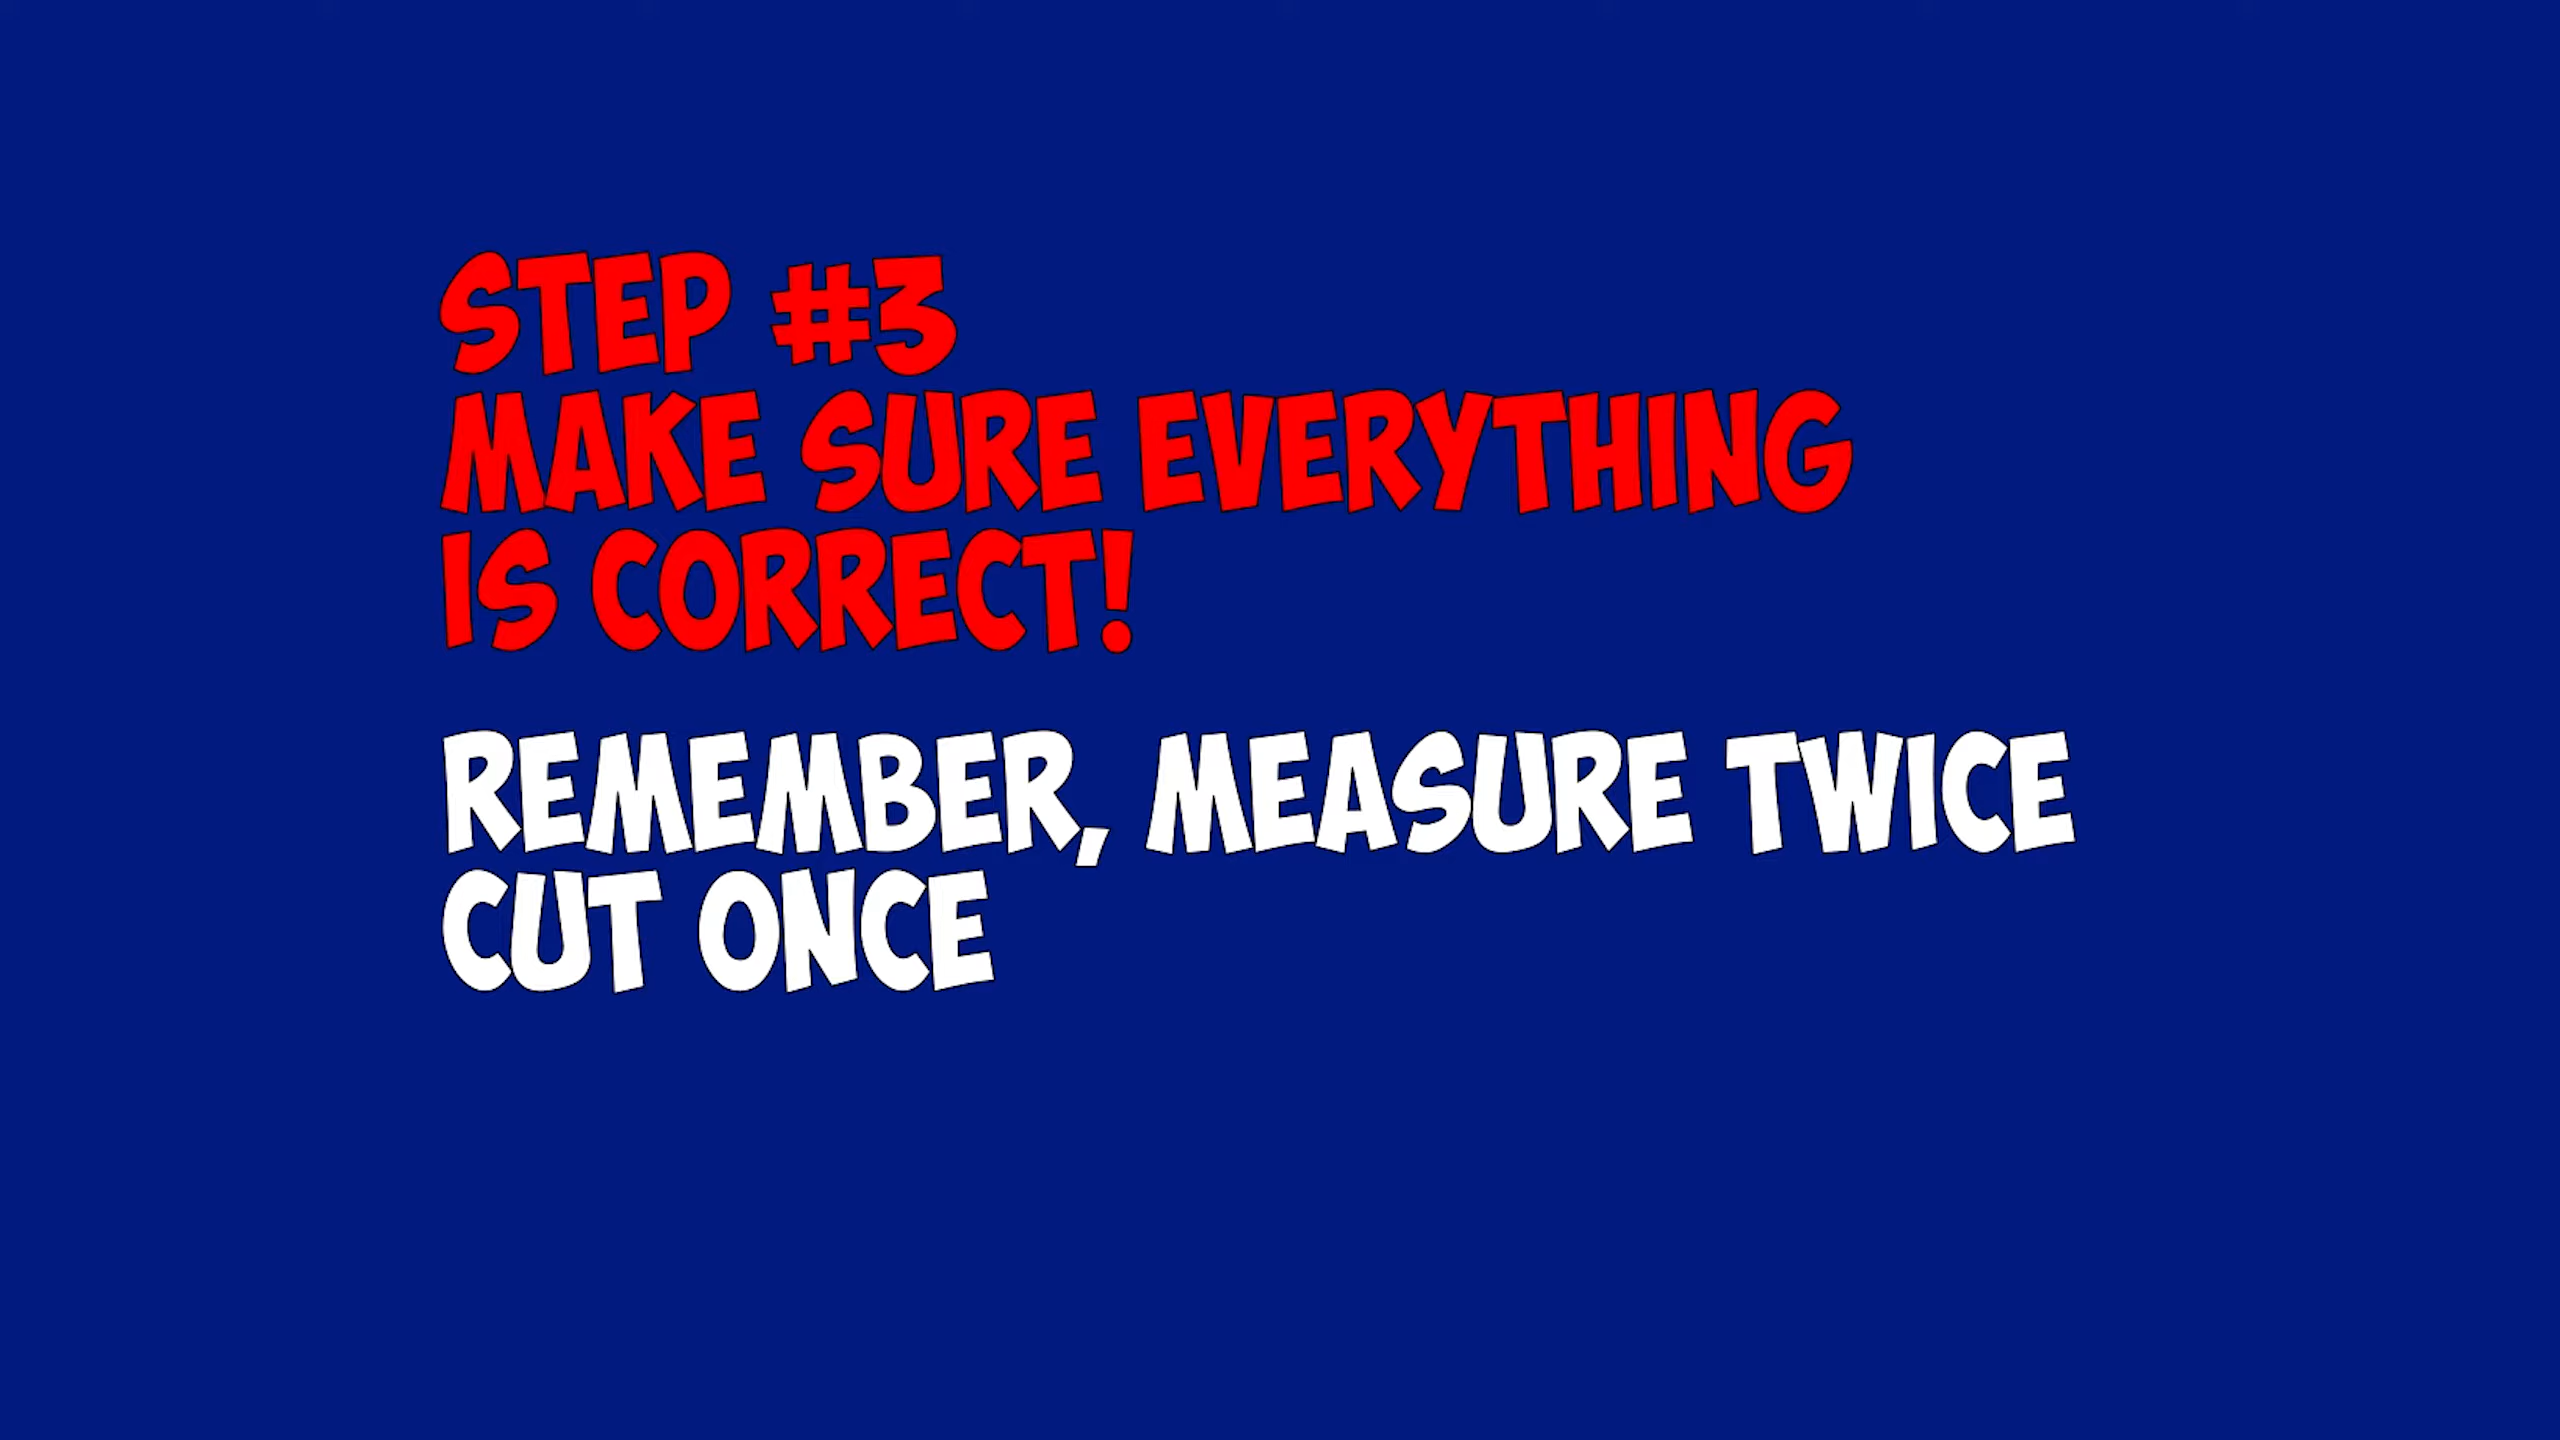 STEP #3
MAKE SURE EVERYTHING
IS CORRECT!
REMEMBER, MEASURE TWICE
CUT ONCE